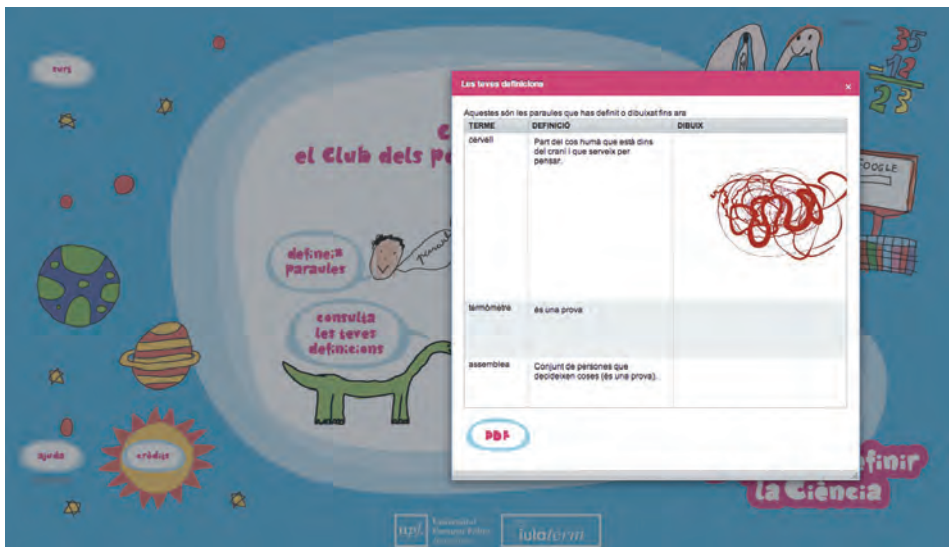 surt
35
-12
23
GOOGLE
el Club dels
defineix
paraules
consulta
les teves
definicions
ajuda
crèdits
Les teves definicions
×
Aquestes són les paraules que has definit o dibuixat fins ara
TERME DEFINICIÓ DIBUIX
cervell
Part del cos humà que està dins
del crani i que serveix per
pensar.
termòmetre
és una prova
assemblea
Conjunt de persones que
decideixen coses (és una prova).
PDF
la Ciència
upf.
Universitat
Pompeu Fabra
iulaterm